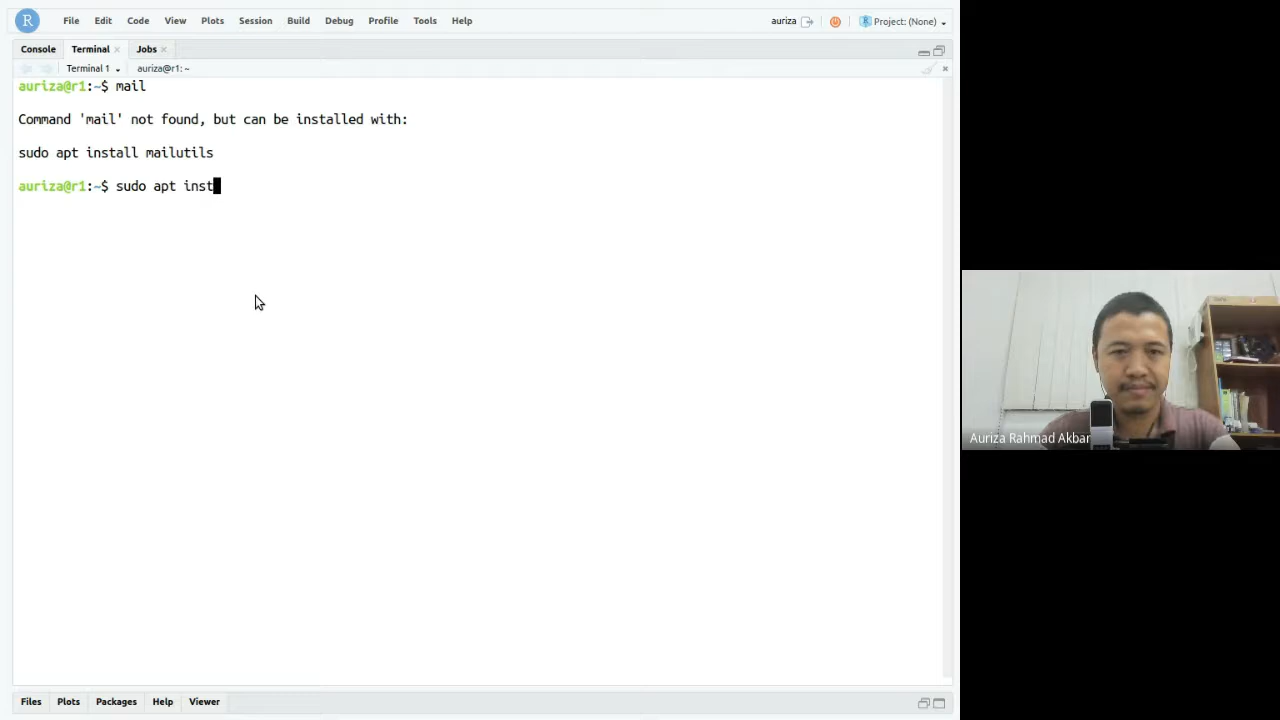 R File Edit Code View Plots Session Build Debug Profile Tools Help auriza Project: (None)
Console Terminal Jobs
Terminal 1 auriza@r1: ~
auriza@r1:~$ mail
Command 'mail' not found, but can be installed with:
sudo apt install mailutils
auriza@r1:~$ sudo apt inst
Auriza Rahmad Akbar
Files Plots Packages Help Viewer